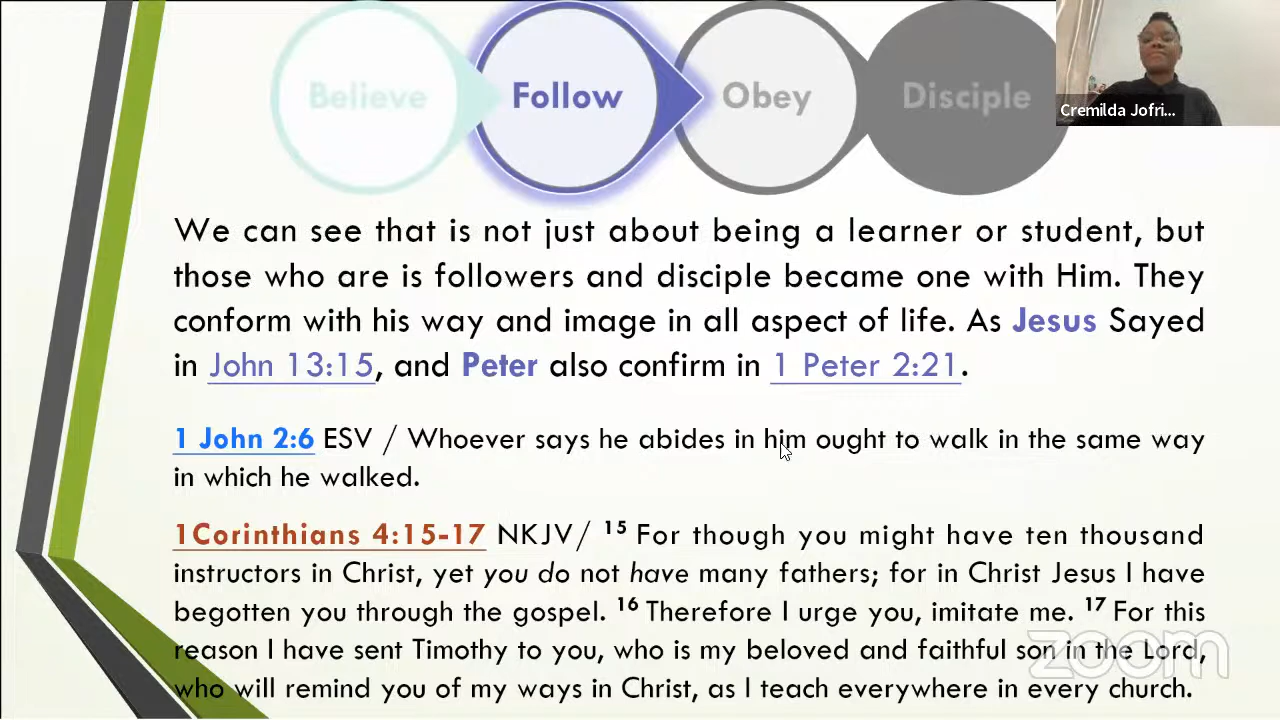 Believe
Follow
Obey
Disciple
Cremilda Jofri...
We can see that is not just about being a learner or student, but
those who are is followers and disciple became one with Him. They
conform with his way and image in all aspect of life. As Jesus Sayed
in John 13:15, and Peter also confirm in 1 Peter 2:21.
1 John 2:6 ESV / Whoever says he abides in him ought to walk in the same way
in which he walked.
1Corinthians 4:15-17 NKJV/ 15 For though you might have ten thousand
instructors in Christ, yet you do not have many fathers; for in Christ Jesus I have
begotten you through the gospel. 16 Therefore I urge you, imitate me. 17 For this
reason I have sent Timothy to you, who is my beloved and faithful son in the Lord,
who will remind you of my ways in Christ, as I teach everywhere in every church.
zoom